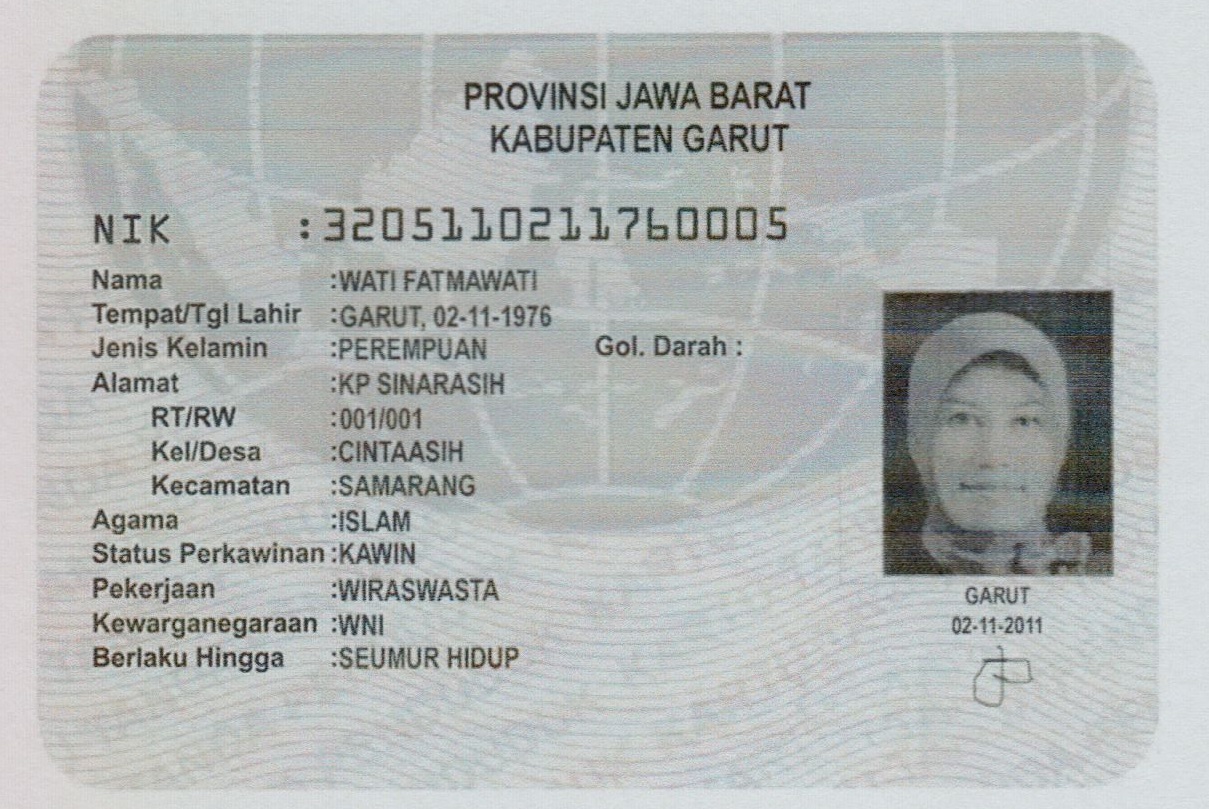 PROVINSI JAWA BARAT
KABUPATEN GARUT
NIK : 3205110211760005
Nama : WATI FATMAWATI
Tempat/Tgl Lahir : GARUT, 02-11-1976
Jenis Kelamin : PEREMPUAN Gol. Darah :
Alamat : KP SINARASIH
RT/RW : 001/001
Kel/Desa : CINTAASIH
Kecamatan : SAMARANG
Agama : ISLAM
Status Perkawinan : KAWIN
Pekerjaan : WIRASWASTA
Kewarganegaraan : WNI
Berlaku Hingga : SEUMUR HIDUP
GARUT
02-11-2011